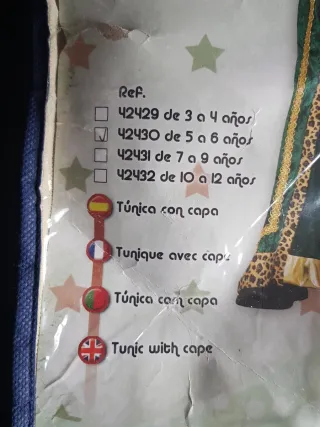 Ref.
42429 de 3 a 4 años
42430 de 5 a 6 años
42431 de 7 a 9 años
42432 de 10 a 12 años
Túnica con capa
Tunique avec cape
Túnica com capa
Tunic with cape